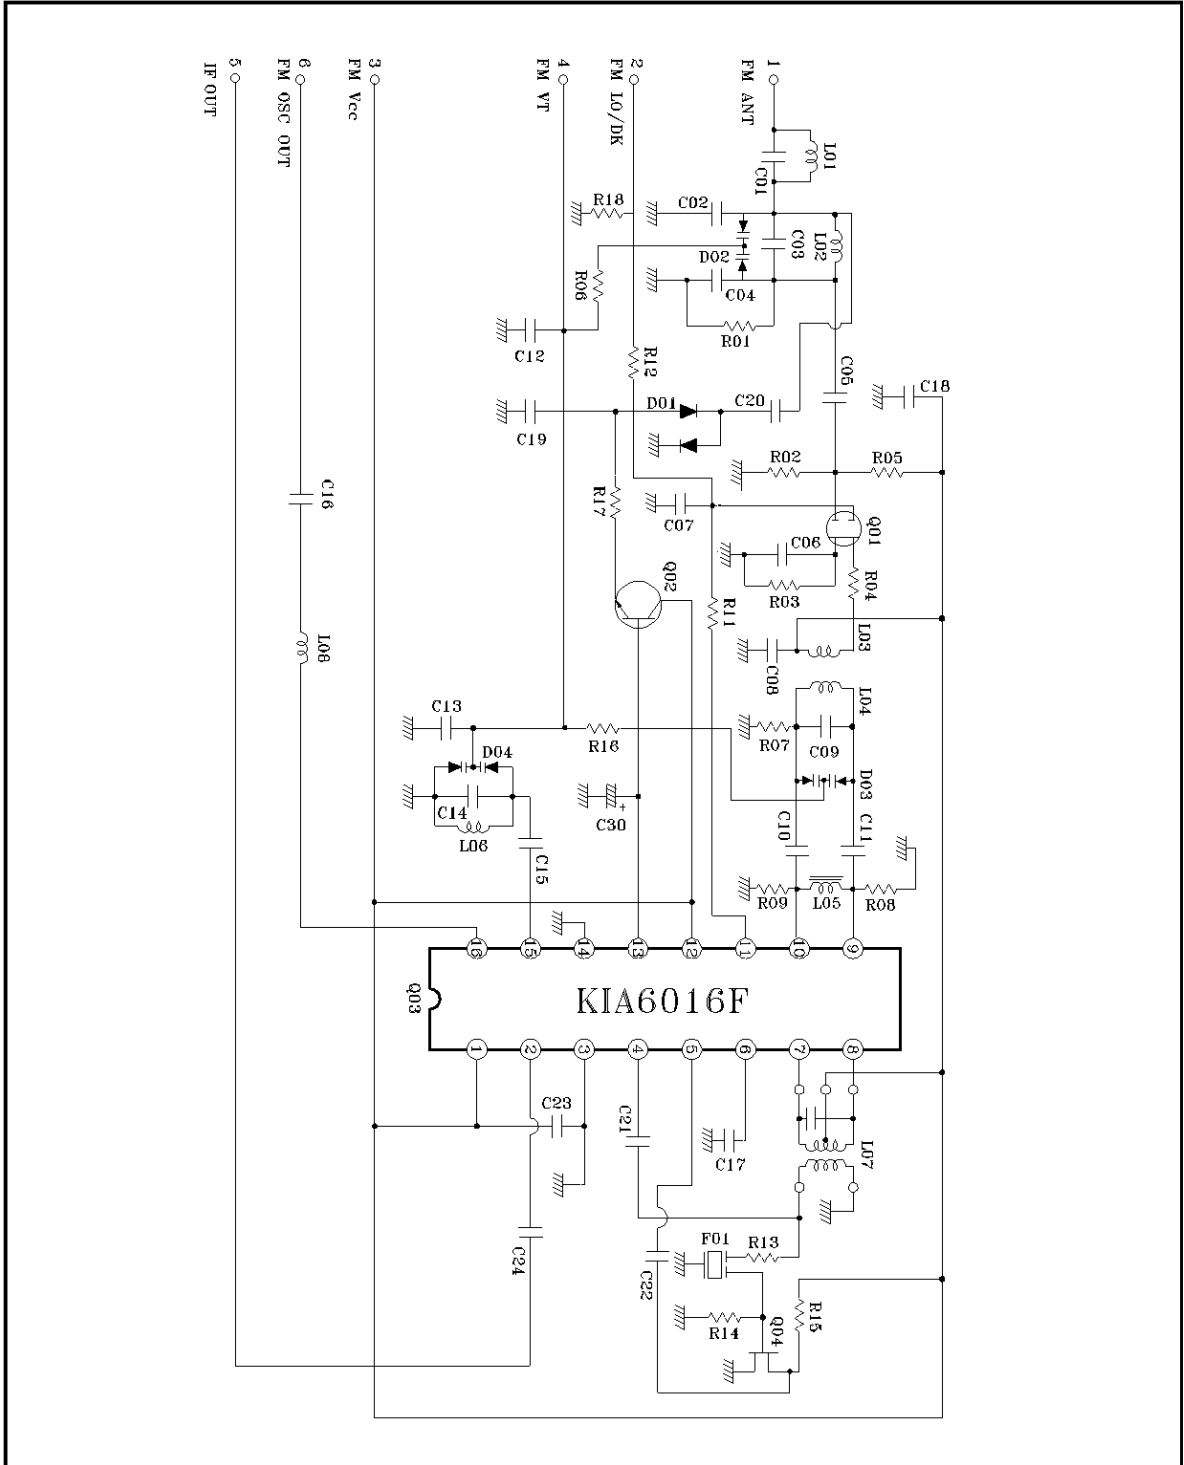 5
IF OUT
6
FM OSC OUT
3
FM Vcc
4
FM VT
2
FM LO/DK
1
FM ANT
L01
C01
R18
C02
C03
L02
D02
R06
C04
R01
C12
R12
C05
C18
D01
C20
C19
R02
R05
C16
R17
C07
Q01
C06
Q02
R04
R03
R11
L08
L03
C08
L04
C13
R16
R07
C09
D04
D03
C14
C30
+
C10
C11
L06
C15
R09
L05
R08
16
15
14
13
12
11
10
9
Q03
KIA6016F
1
2
3
4
5
6
7
8
C23
C21
C17
L07
C24
F01
R13
C22
R14
Q04
R15